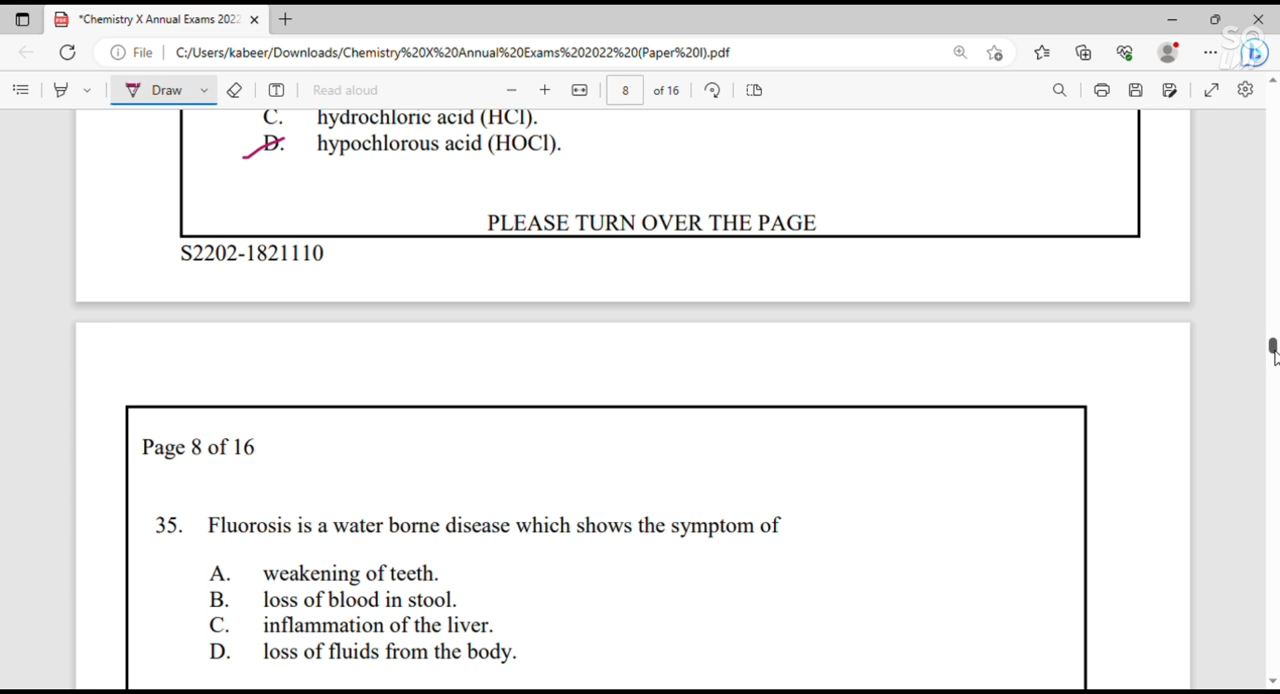 *Chemistry X Annual Exams 2022
File
C:/Users/kabeer/Downloads/Chemistry%20X%20Annual%20Exams%202022%20(Paper%20I).pdf
Draw
Read aloud
8 of 16
C. hydrochloric acid (HCl).
D. hypochlorous acid (HOCl).
PLEASE TURN OVER THE PAGE
S2202-1821110
Page 8 of 16
35. Fluorosis is a water borne disease which shows the symptom of
A. weakening of teeth.
B. loss of blood in stool.
C. inflammation of the liver.
D. loss of fluids from the body.